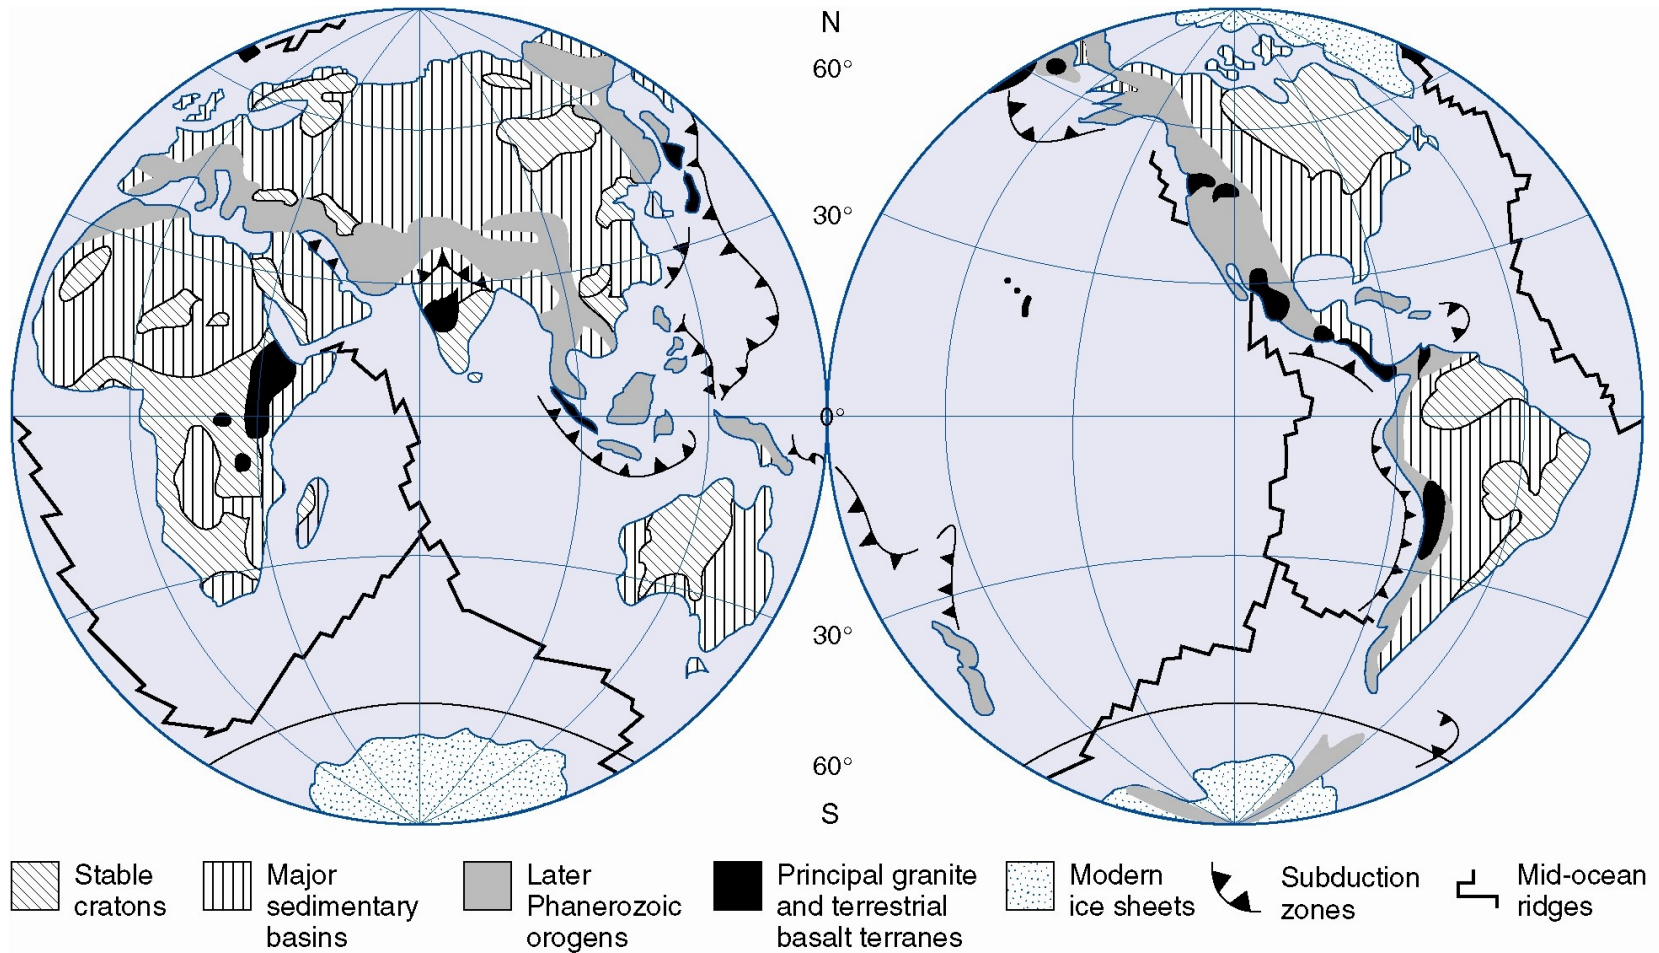 N
60°
30°
0°
30°
60°
S
Stable
cratons
Major
sedimentary
basins
Later
Phanerozoic
orogens
Principal granite
and terrestrial
basalt terranes
Modern
ice sheets
Subduction
zones
Mid-ocean
ridges